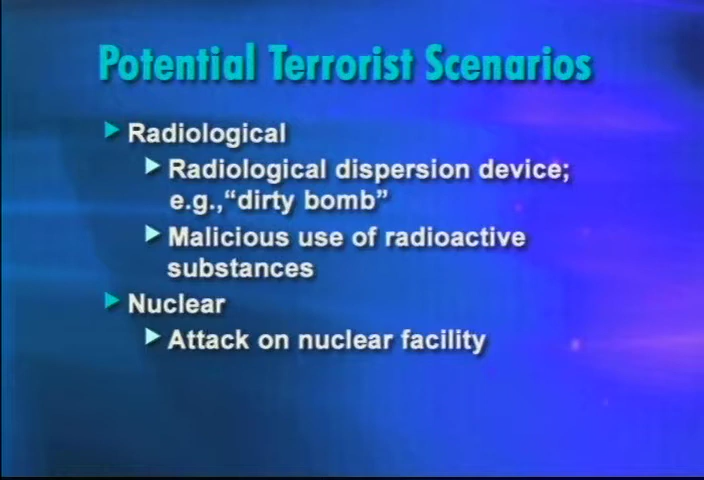 Potential Terrorist Scenarios
Radiological
Radiological dispersion device;
e.g.,“dirty bomb”
Malicious use of radioactive
substances
Nuclear
Attack on nuclear facility